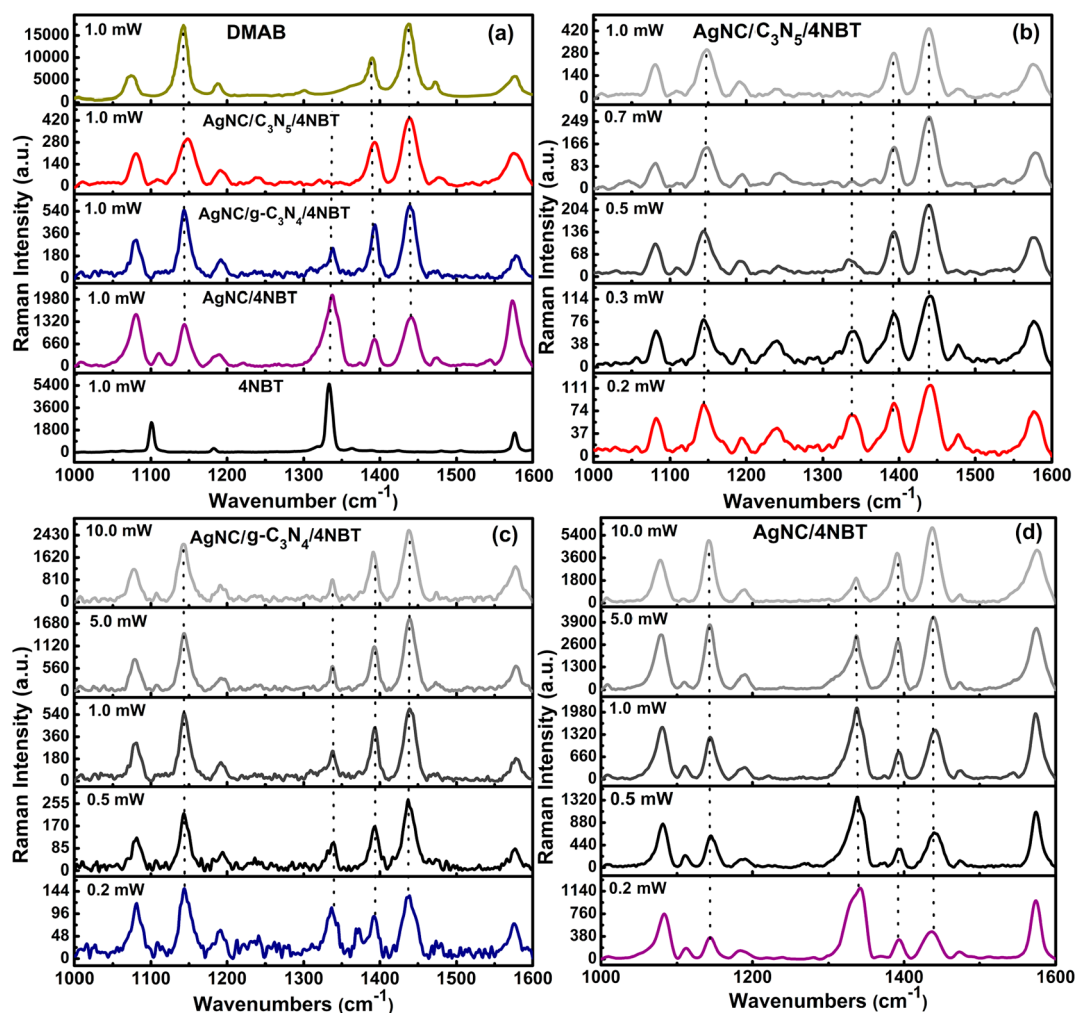 (a)
DMAB
1.0 mW
15000
10000
5000
0
AgNC/C₃N₅/4NBT
1.0 mW
420
280
140
0
AgNC/g-C₃N₄/4NBT
1.0 mW
540
360
180
0
AgNC/4NBT
1.0 mW
1980
1320
660
0
4NBT
1.0 mW
5400
3600
1800
0
1000 1100 1200 1300 1400 1500 1600
Wavenumber (cm⁻¹)
Raman Intensity (a.u.)
(b)
AgNC/C₃N₅/4NBT
1.0 mW
420
280
140
0
0.7 mW
249
166
83
0
0.5 mW
204
136
68
0
0.3 mW
114
76
38
0
0.2 mW
111
74
37
0
1000 1100 1200 1300 1400 1500 1600
Wavenumbers (cm⁻¹)
Raman Intensity (a.u.)
(c)
AgNC/g-C₃N₄/4NBT
10.0 mW
2430
1620
810
0
5.0 mW
1680
1120
560
0
1.0 mW
540
360
180
0
0.5 mW
255
170
85
0
0.2 mW
144
96
48
0
1000 1100 1200 1300 1400 1500 1600
Wavenumbers (cm⁻¹)
Raman Intensity (a.u.)
(d)
AgNC/4NBT
10.0 mW
5400
3600
1800
0
5.0 mW
3900
2600
1300
0
1.0 mW
1980
1320
660
0
0.5 mW
1320
880
440
0
0.2 mW
1140
760
380
0
1000 1200 1400 1600
Wavenumbers (cm⁻¹)
Raman Intensity (a.u.)